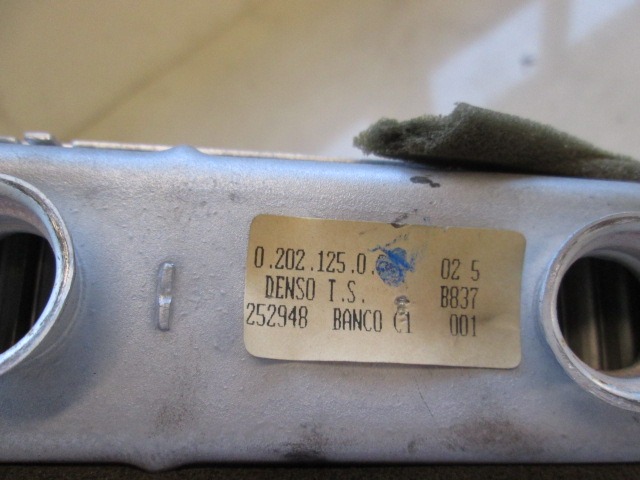 0.202.125.0 02 5
DENSO T.S. B837
252948 BANCO C1 001